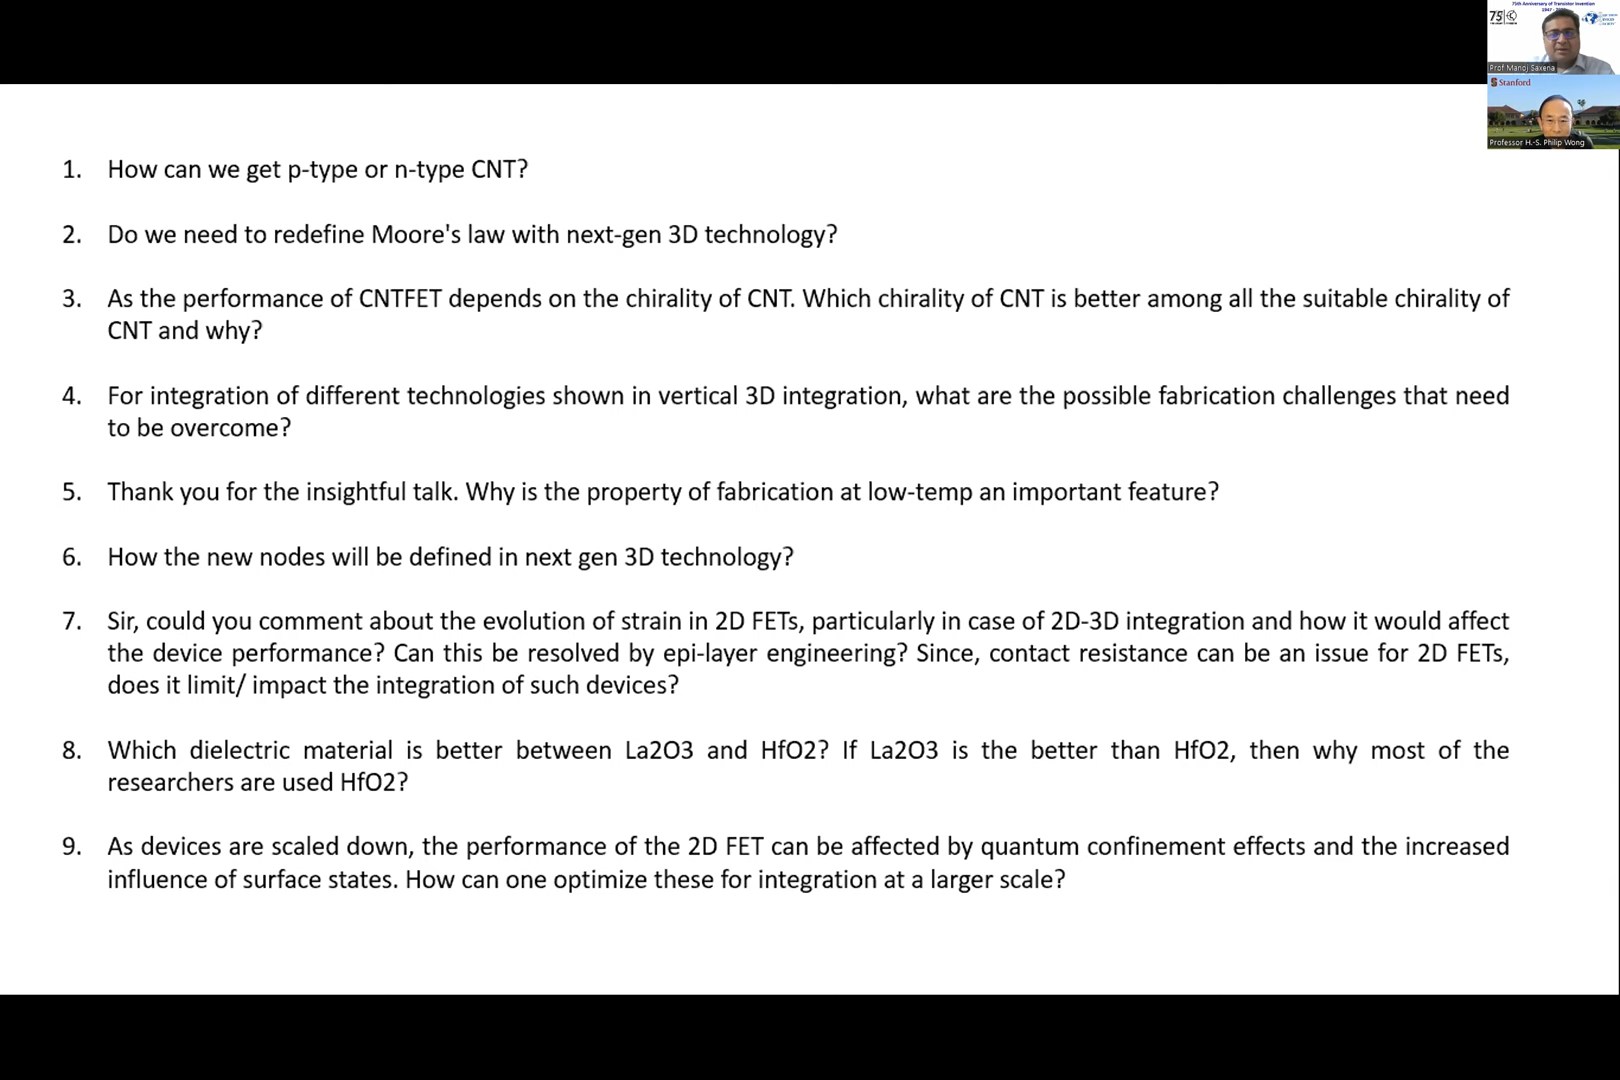 75th Anniversary of Transistor Invention
75
Prof Manoj Saxena
Stanford
Professor H.-S. Philip Wong
1. How can we get p-type or n-type CNT?
2. Do we need to redefine Moore's law with next-gen 3D technology?
3. As the performance of CNTFET depends on the chirality of CNT. Which chirality of CNT is better among all the suitable chirality of
CNT and why?
4. For integration of different technologies shown in vertical 3D integration, what are the possible fabrication challenges that need
to be overcome?
5. Thank you for the insightful talk. Why is the property of fabrication at low-temp an important feature?
6. How the new nodes will be defined in next gen 3D technology?
7. Sir, could you comment about the evolution of strain in 2D FETs, particularly in case of 2D-3D integration and how it would affect
the device performance? Can this be resolved by epi-layer engineering? Since, contact resistance can be an issue for 2D FETs,
does it limit/ impact the integration of such devices?
8. Which dielectric material is better between La2O3 and HfO2? If La2O3 is the better than HfO2, then why most of the
researchers are used HfO2?
9. As devices are scaled down, the performance of the 2D FET can be affected by quantum confinement effects and the increased
influence of surface states. How can one optimize these for integration at a larger scale?